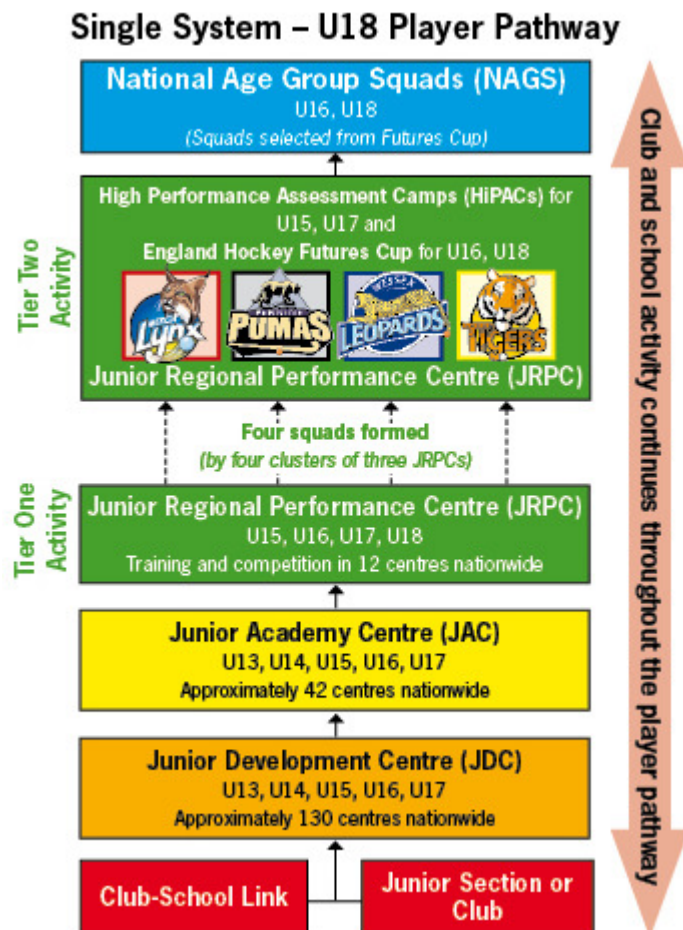 Single System – U18 Player Pathway
National Age Group Squads (NAGS)
U16, U18
(Squads selected from Futures Cup)
High Performance Assessment Camps (HiPACs) for
U15, U17 and
England Hockey Futures Cup for U16, U18
Lynx
PUMAS
WESSEX
LEOPARDS
TIGERS
Junior Regional Performance Centre (JRPC)
Tier Two
Activity
Four squads formed
(by four clusters of three JRPCs)
Junior Regional Performance Centre (JRPC)
U15, U16, U17, U18
Training and competition in 12 centres nationwide
Tier One
Activity
Junior Academy Centre (JAC)
U13, U14, U15, U16, U17
Approximately 42 centres nationwide
Junior Development Centre (JDC)
U13, U14, U15, U16, U17
Approximately 130 centres nationwide
Club-School Link
Junior Section or
Club
Club and school activity continues throughout the player pathway